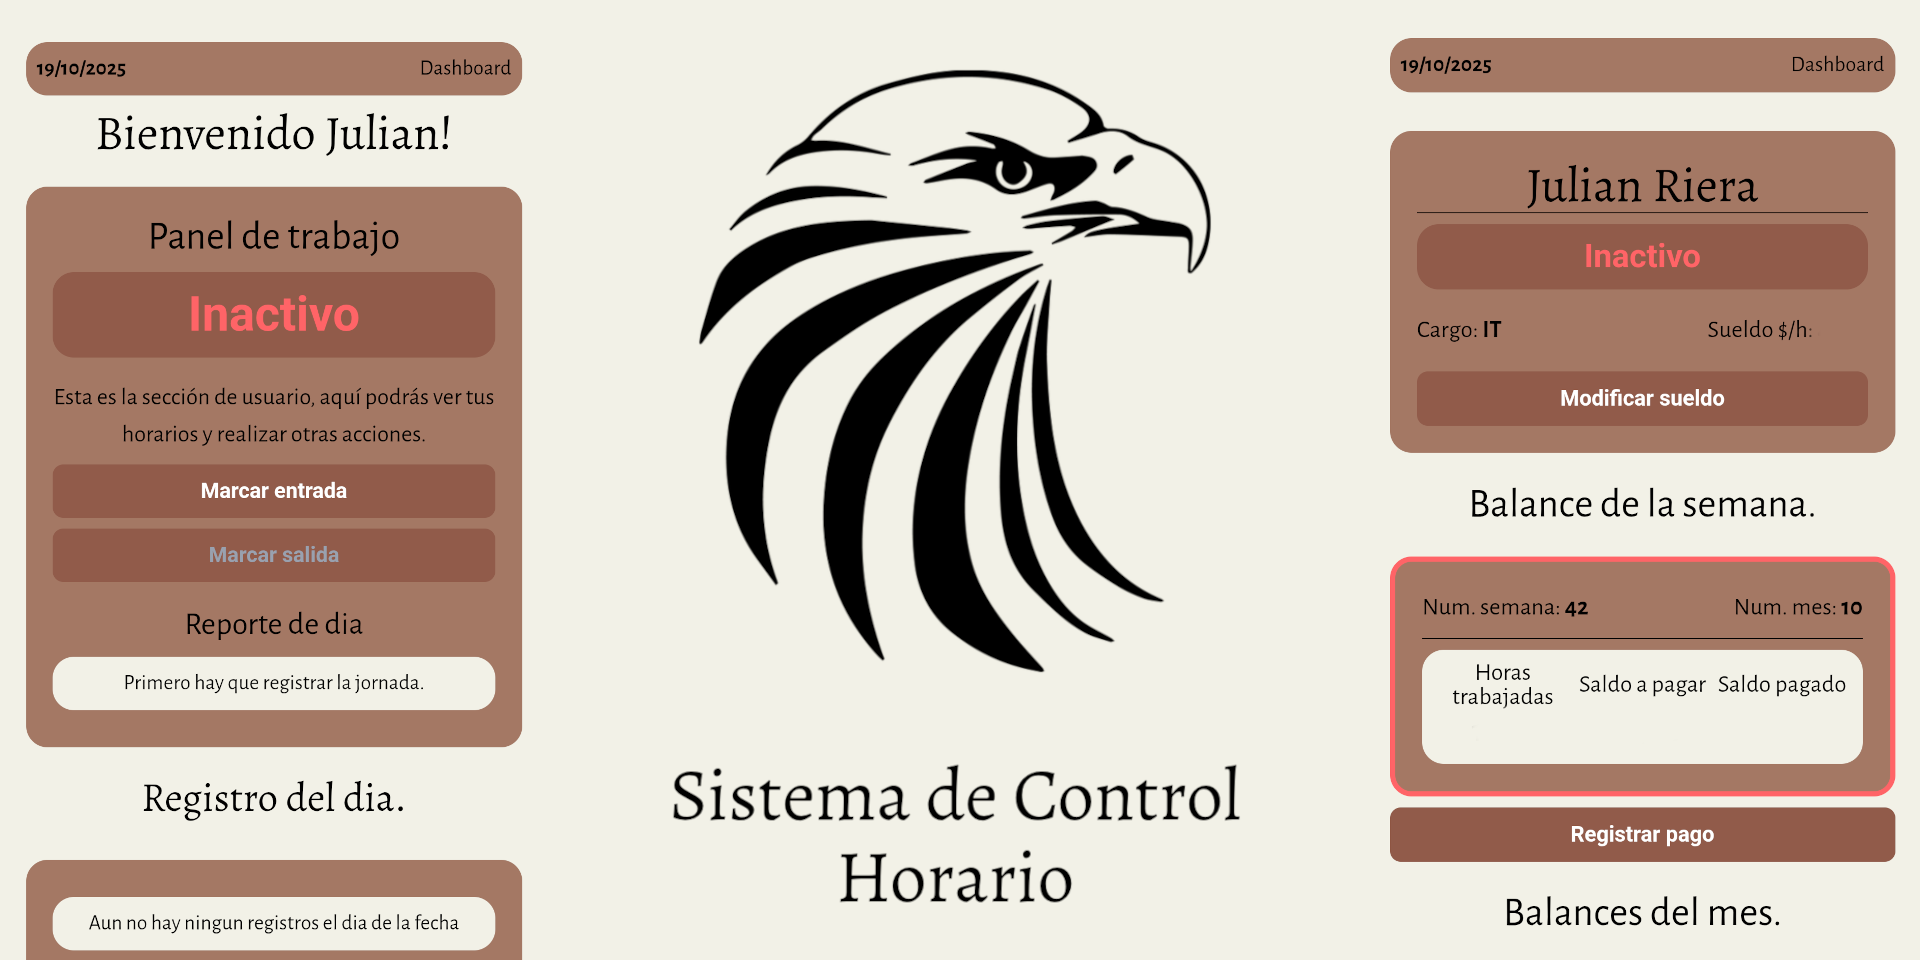 19/10/2025
Dashboard
Bienvenido Julian!
Panel de trabajo
Inactivo
Esta es la sección de usuario, aquí podrás ver tus
horarios y realizar otras acciones.
Marcar entrada
Marcar salida
Reporte de dia
Primero hay que registrar la jornada.
Registro del dia.
Aun no hay ningun registros el dia de la fecha
Sistema de Control
Horario
19/10/2025
Dashboard
Julian Riera
Inactivo
Cargo: IT
Sueldo $/h:
Modificar sueldo
Balance de la semana.
Num. semana: 42
Num. mes: 10
Horas
trabajadas
Saldo a pagar
Saldo pagado
Registrar pago
Balances del mes.